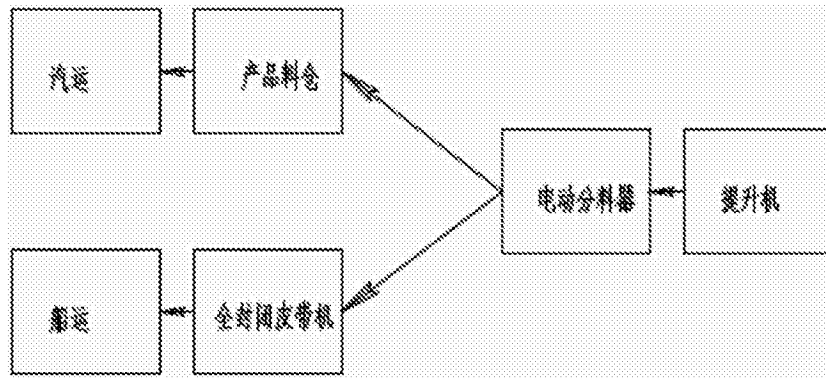 汽运
产品料仓
电动分料器
提升机
船运
全封闭皮带机